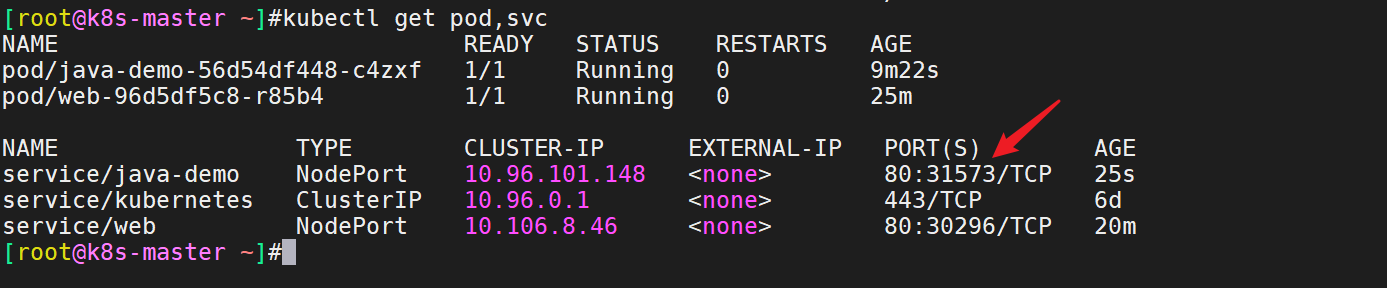 [root@k8s-master ~]#kubectl get pod,svc
NAME READY STATUS RESTARTS AGE
pod/java-demo-56d54df448-c4zxf 1/1 Running 0 9m22s
pod/web-96d5df5c8-r85b4 1/1 Running 0 25m
NAME TYPE CLUSTER-IP EXTERNAL-IP PORT(S) AGE
service/java-demo NodePort 10.96.101.148 <none> 80:31573/TCP 25s
service/kubernetes ClusterIP 10.96.0.1 <none> 443/TCP 6d
service/web NodePort 10.106.8.46 <none> 80:30296/TCP 20m
[root@k8s-master ~]#